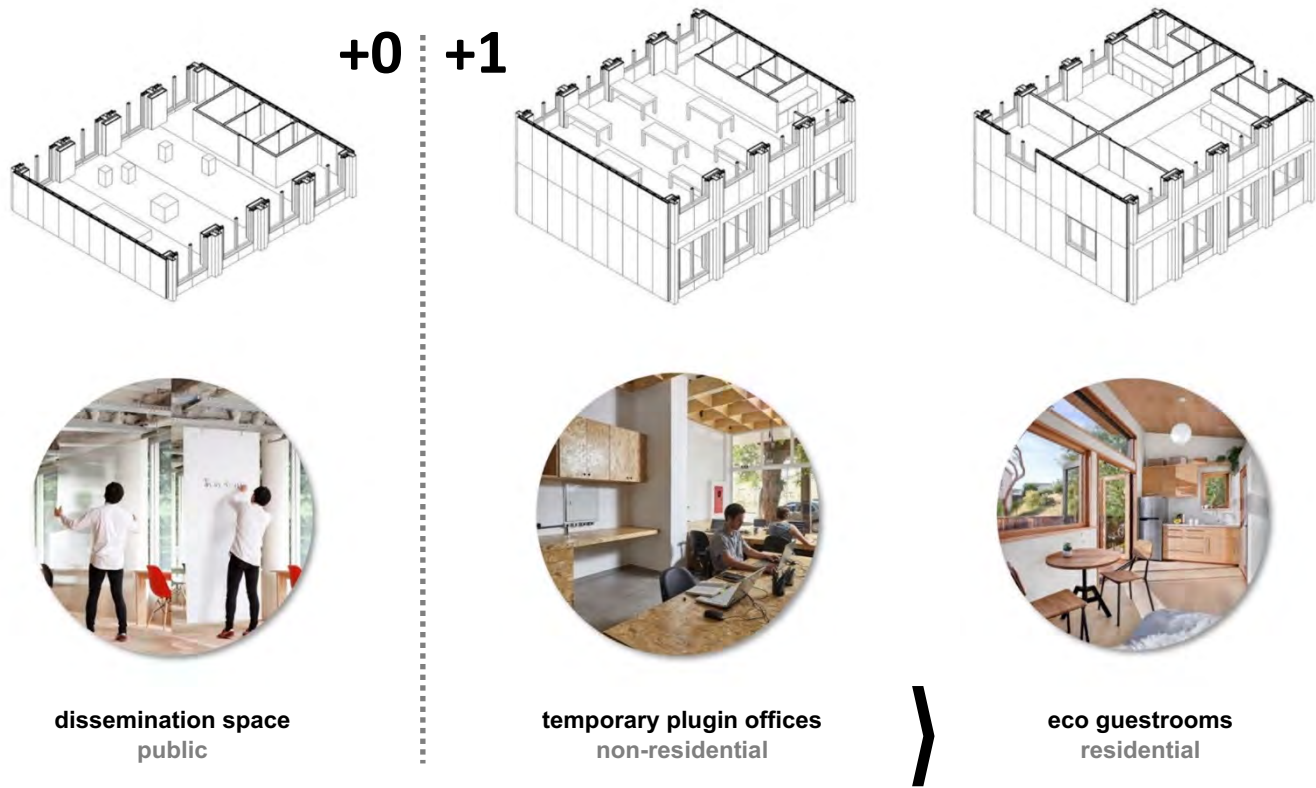 +0
+1
dissemination space
public
temporary plugin offices
non-residential
eco guestrooms
residential